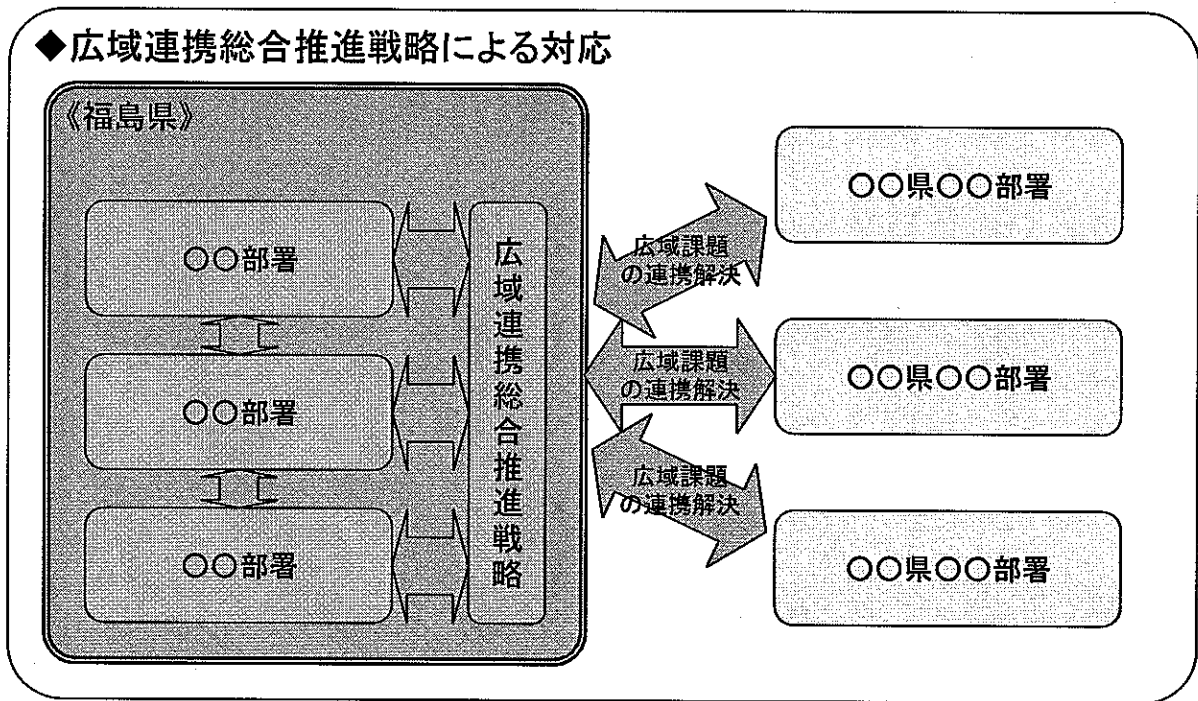 ◆広域連携総合推進戦略による対応
《福島県》
○○部署
○○部署
○○部署
広域連携総合推進戦略
広域課題
の連携解決
広域課題
の連携解決
広域課題
の連携解決
○○県○○部署
○○県○○部署
○○県○○部署